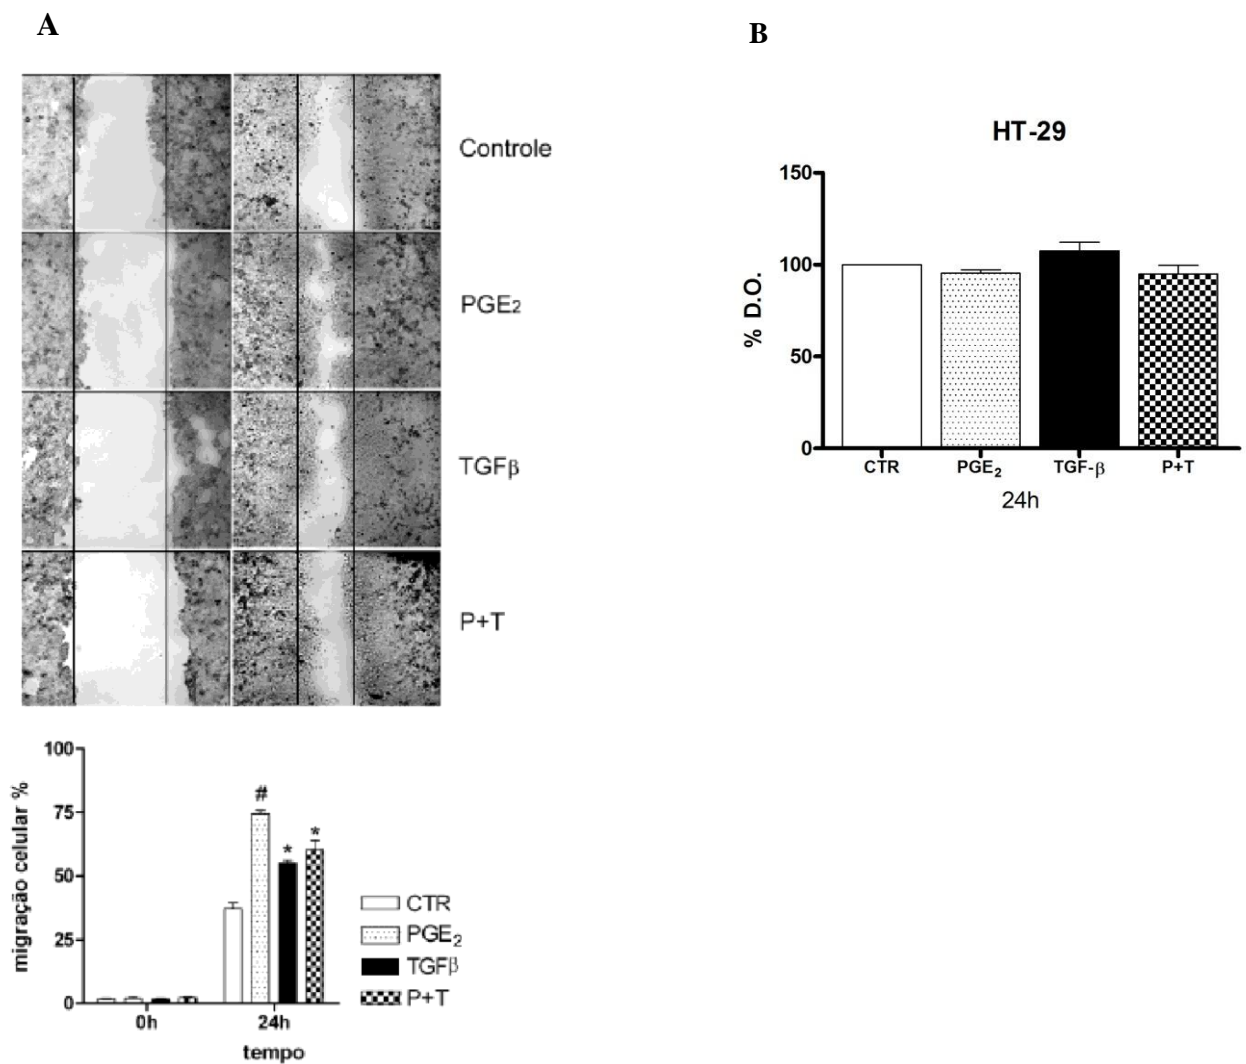 A
Controle
PGE2
TGFβ
P+T
100
75
50
25
0
migração celular %
#
*
*
0h
24h
tempo
CTR
PGE2
TGFβ
P+T
B
HT-29
150
100
50
0
% D.O.
CTR
PGE2
TGF-β
P+T
24h